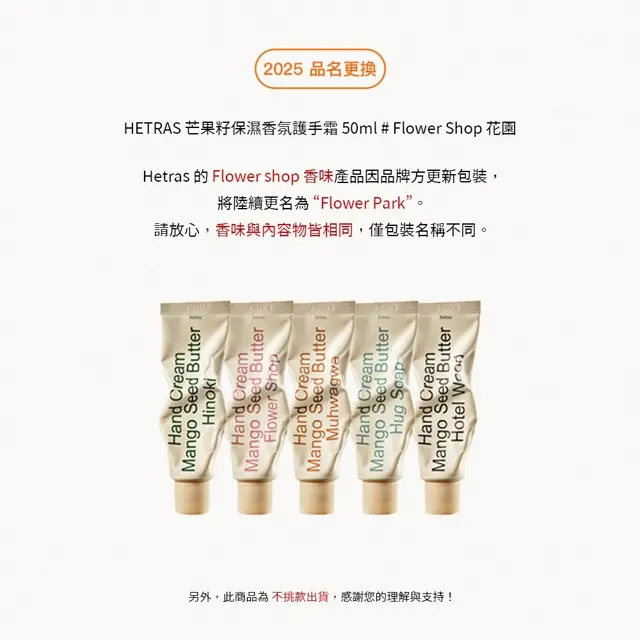 2025 品名更換
HETRAS 芒果籽保濕香氛護手霜 50ml # Flower Shop 花園
Hetras 的 Flower shop 香味產品因品牌方更新包裝，
將陸續更名為 “Flower Park”。
請放心，香味與內容物皆相同，僅包裝名稱不同。
hetras
Hand Cream
Mango Seed Butter
Hinoki
hetras
Hand Cream
Mango Seed Butter
Flower Shop
hetras
Hand Cream
Mango Seed Butter
Muhwagwa
hetras
Hand Cream
Mango Seed Butter
Hug Soap
hetras
Hand Cream
Mango Seed Butter
Hotel Wood
另外，此商品為 不挑款出貨，感謝您的理解與支持！